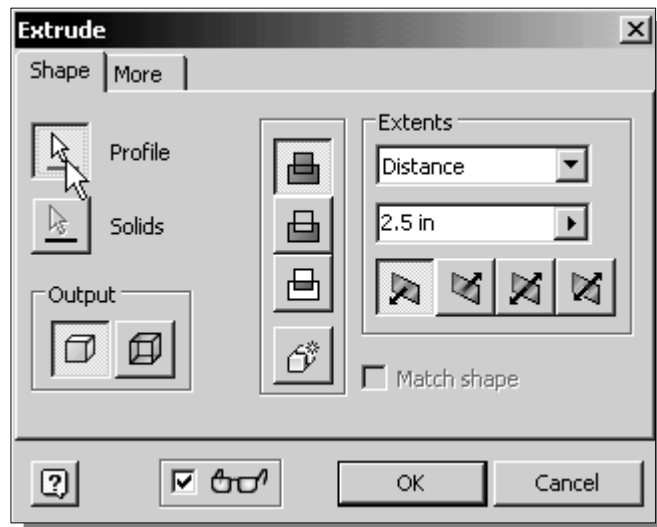 Extrude
Shape More
Profile
Solids
Output
Extents
Distance
2.5 in
Match shape
OK Cancel